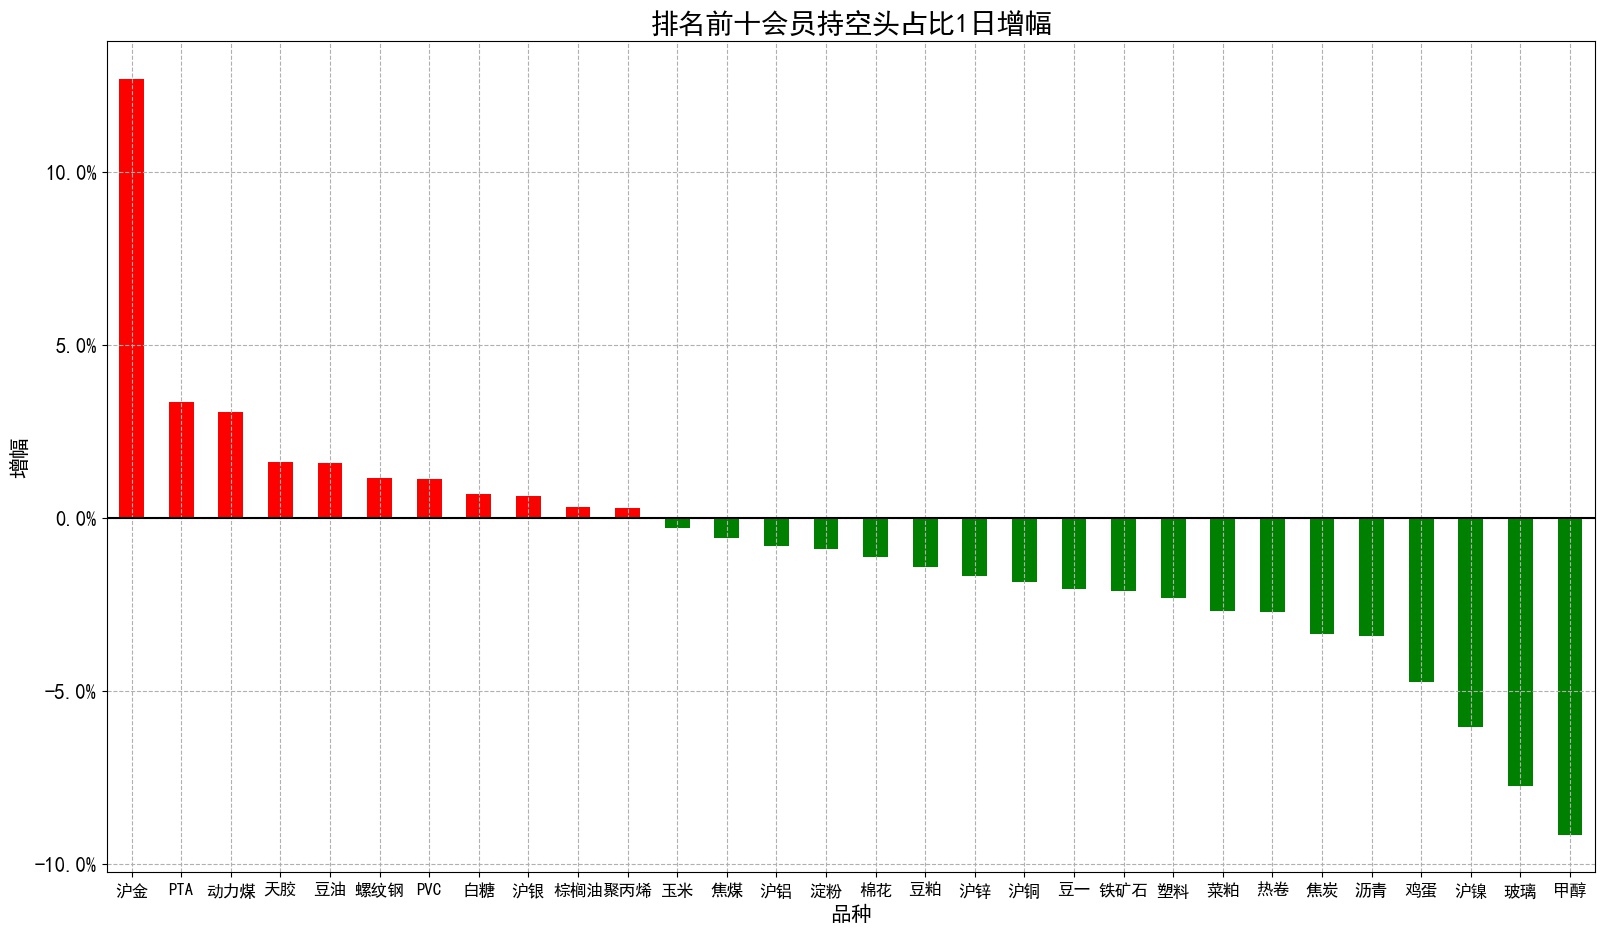 排名前十会员持空头占比1日增幅
增幅
10.0%
5.0%
0.0%
−5.0%
−10.0%
沪金 PTA 动力煤 天胶 豆油 螺纹钢 PVC 白糖 沪银 棕榈油 聚丙烯 玉米 焦煤 沪铝 淀粉 棉花 豆粕 沪锌 沪铜 豆一 铁矿石 塑料 菜粕 热卷 焦炭 沥青 鸡蛋 沪镍 玻璃 甲醇
品种